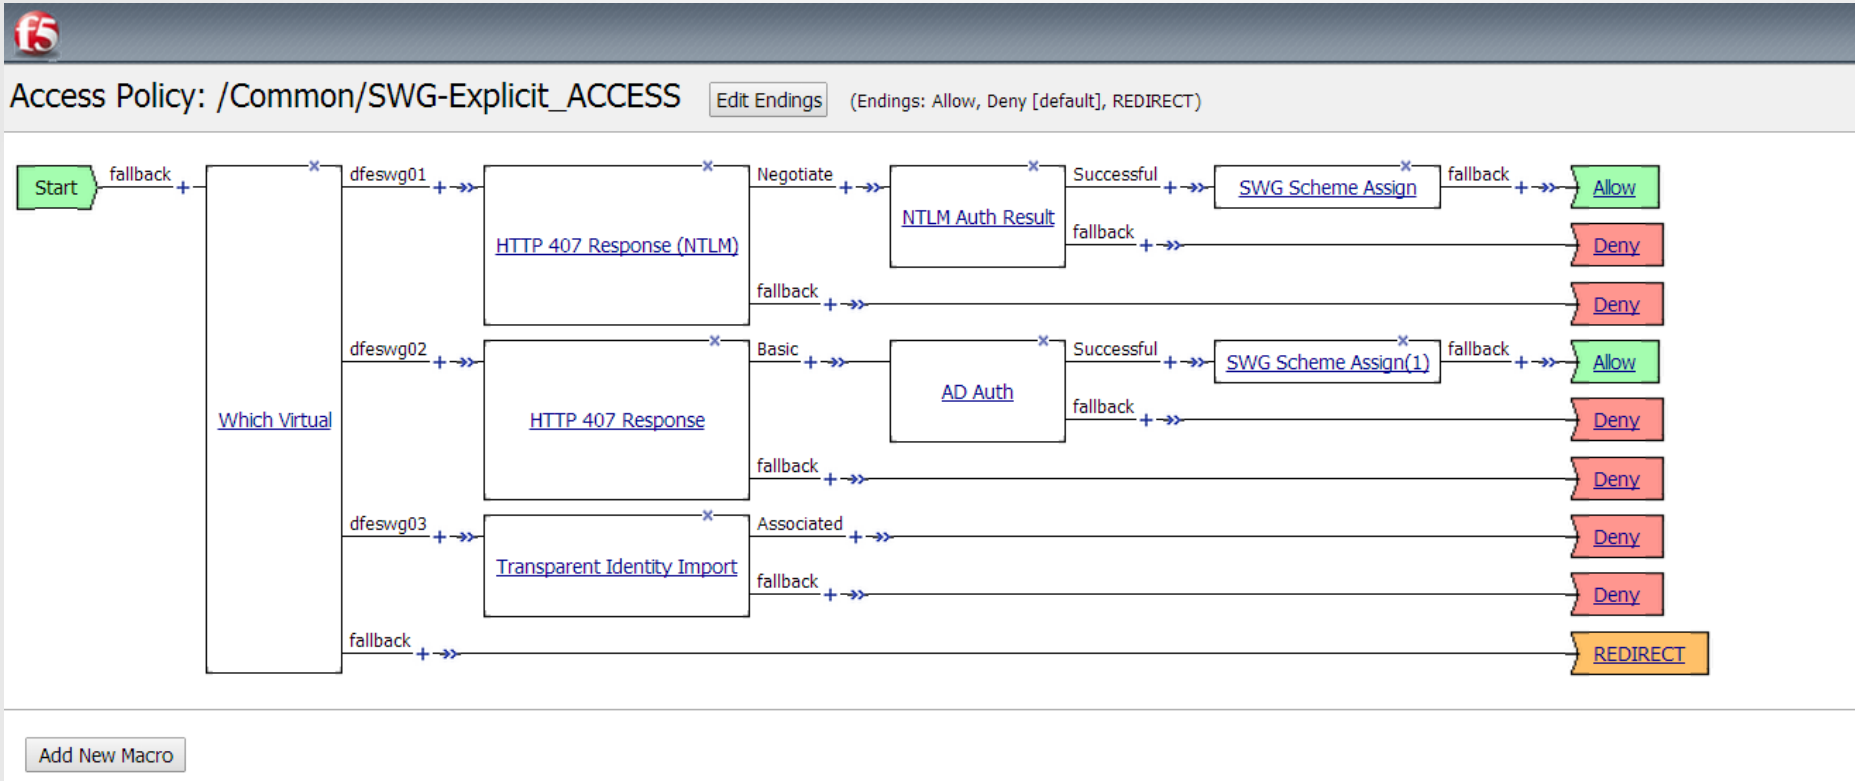 f5
Access Policy: /Common/SWG-Explicit_ACCESS Edit Endings (Endings: Allow, Deny [default], REDIRECT)
Start fallback dfeswg01 Negotiate Successful SWG Scheme Assign fallback Allow
NTLM Auth Result
HTTP 407 Response (NTLM) fallback Deny
fallback Deny
dfeswg02 Basic Successful SWG Scheme Assign(1) fallback Allow
AD Auth
Which Virtual HTTP 407 Response fallback Deny
fallback Deny
dfeswg03 Associated Deny
Transparent Identity Import
fallback Deny
fallback REDIRECT
Add New Macro